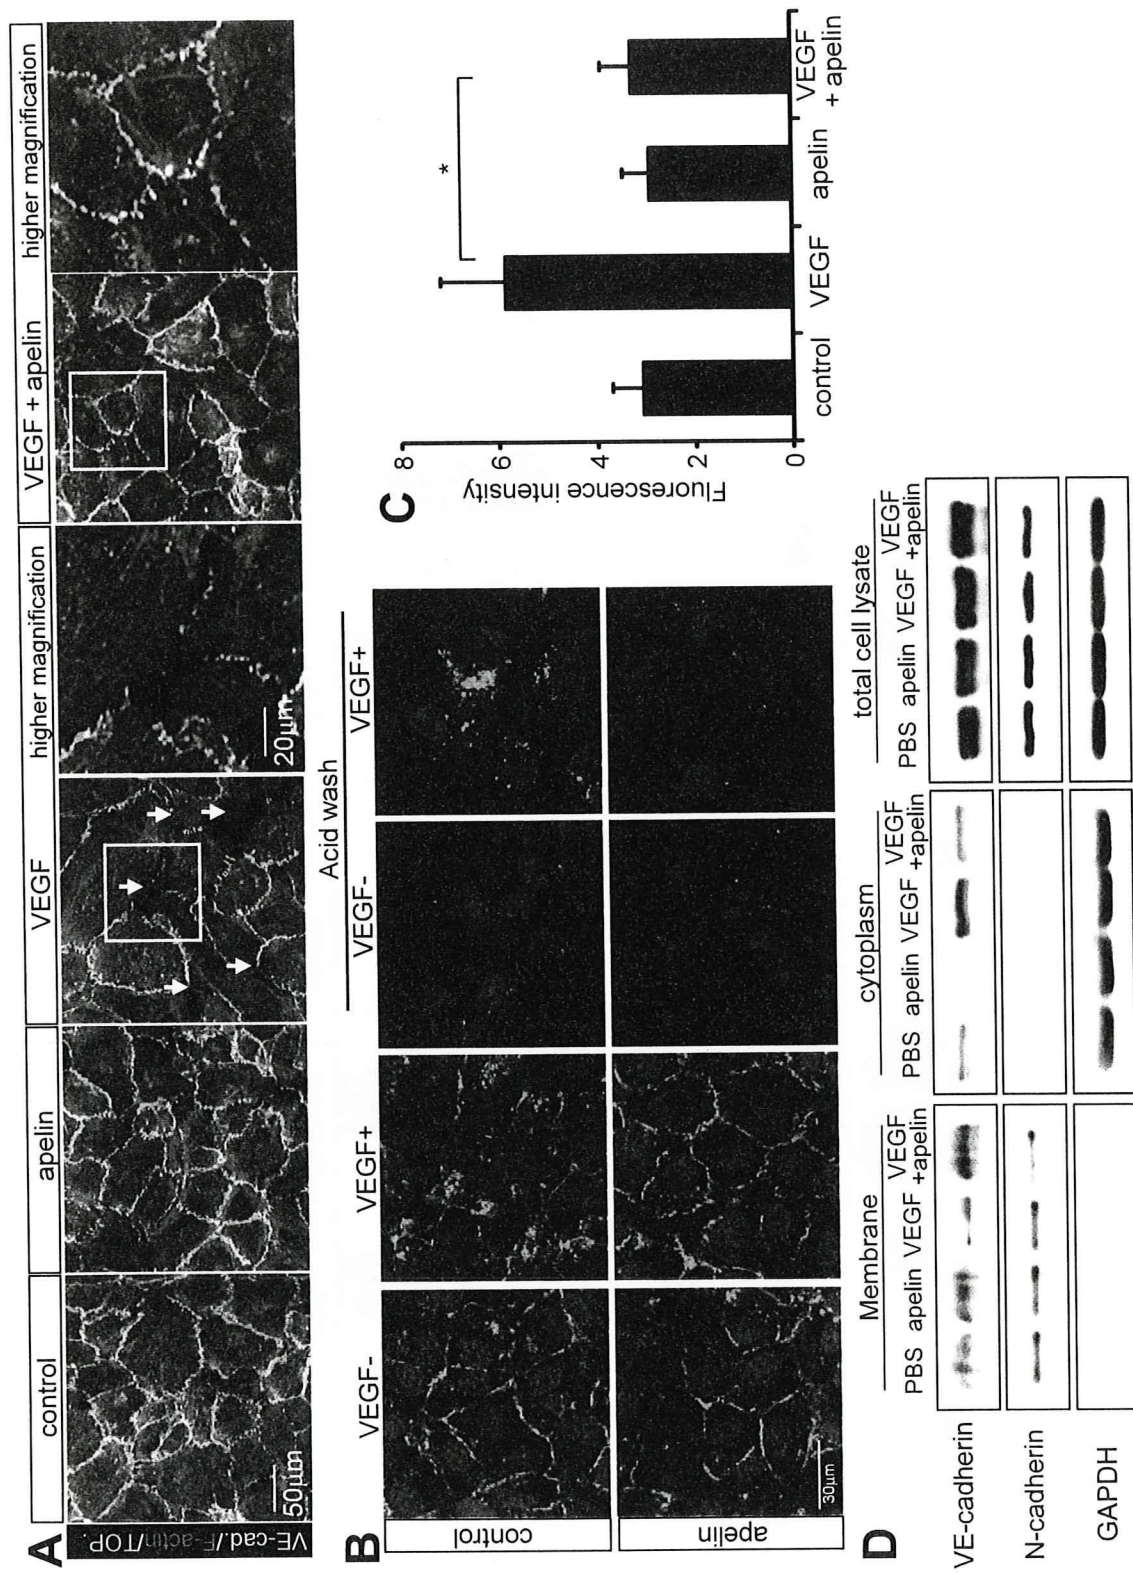 A
control
apelin
VEGF
higher magnification
VEGF + apelin
higher magnification
VE-cad./F-actin/TOP.
50μm
20μm
B
Acid wash
VEGF-
VEGF+
VEGF-
VEGF+
control
apelin
30μm
C
Fluorescence intensity
8
6
4
2
0
*
control
VEGF
apelin
VEGF
+ apelin
D
Membrane
cytoplasm
total cell lysate
PBS apelin VEGF VEGF
+apelin
PBS apelin VEGF VEGF
+apelin
PBS apelin VEGF VEGF
+apelin
VE-cadherin
N-cadherin
GAPDH